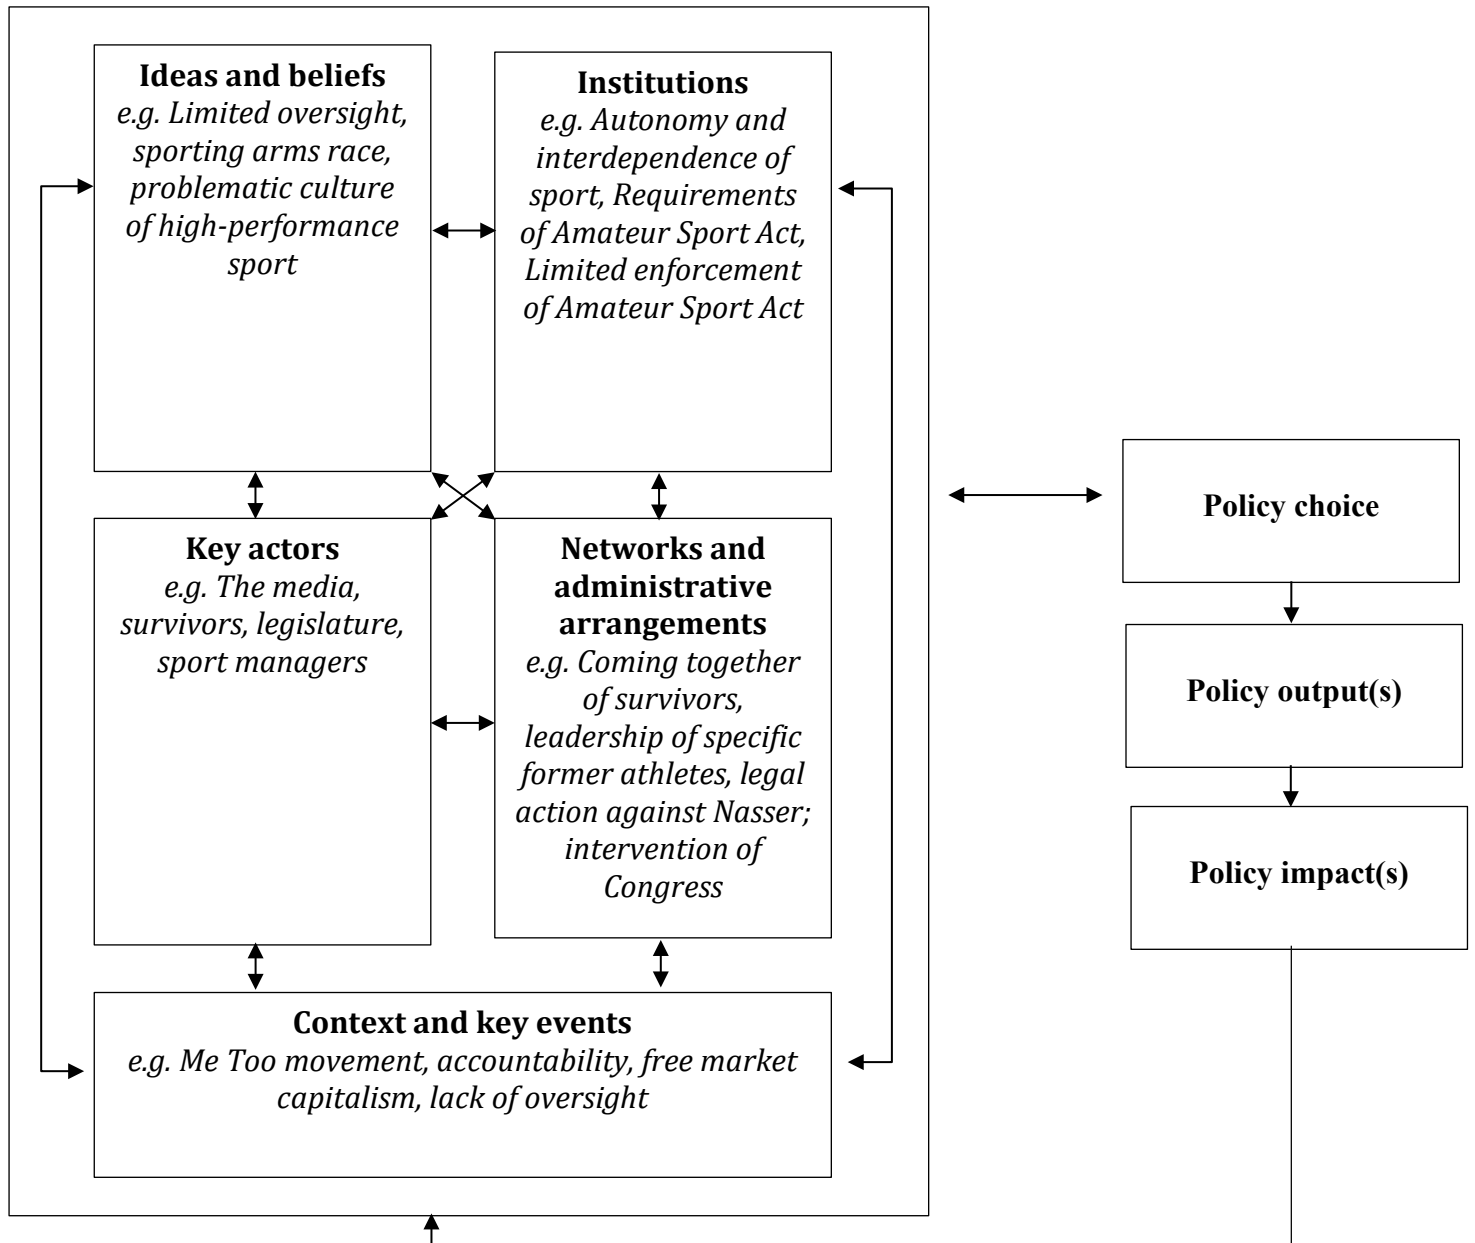 Ideas and beliefs
e.g. Limited oversight,
sporting arms race,
problematic culture
of high-performance
sport
Institutions
e.g. Autonomy and
interdependence of
sport, Requirements
of Amateur Sport Act,
Limited enforcement
of Amateur Sport Act
Key actors
e.g. The media,
survivors, legislature,
sport managers
Networks and
administrative
arrangements
e.g. Coming together
of survivors,
leadership of specific
former athletes, legal
action against Nasser;
intervention of
Congress
Context and key events
e.g. Me Too movement, accountability, free market
capitalism, lack of oversight
Policy choice
Policy output(s)
Policy impact(s)